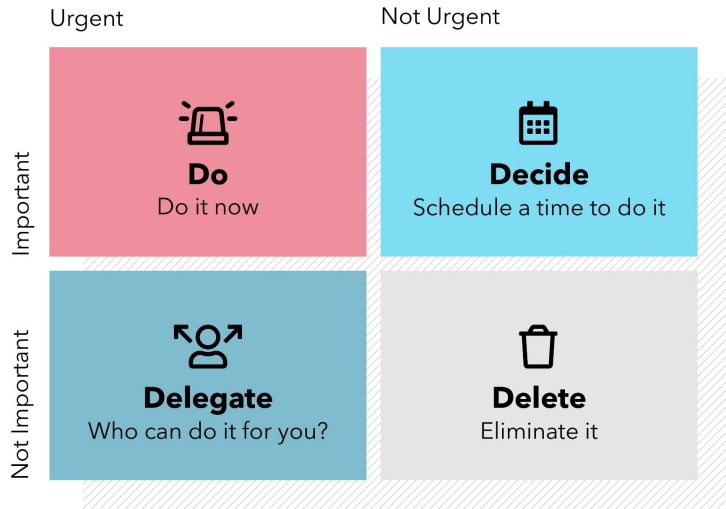 Urgent
Not Urgent
Important
Do
Do it now
Decide
Schedule a time to do it
Not Important
Delegate
Who can do it for you?
Delete
Eliminate it